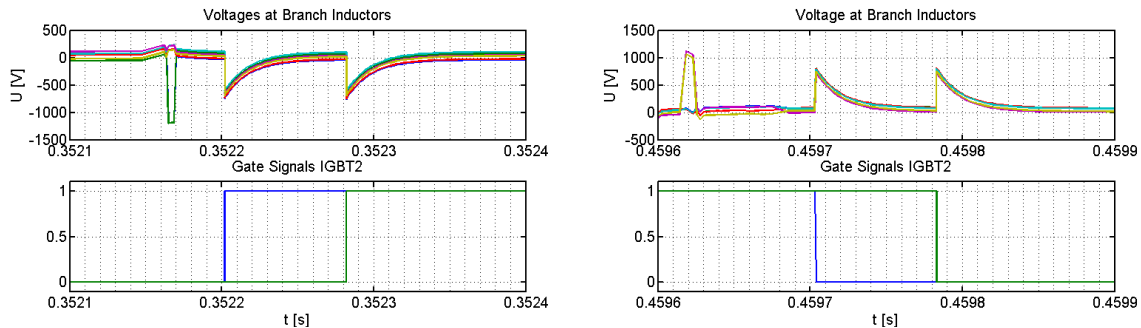 Voltages at Branch Inductors
500
0
-500
-1000
-1500
U [V]
0.3521 0.3522 0.3523 0.3524
Gate Signals IGBT2
1
0.5
0
0.3521 0.3522 0.3523 0.3524
t [s]
Voltage at Branch Inductors
1500
1000
500
0
-500
U [V]
0.4596 0.4597 0.4598 0.4599
Gate Signals IGBT2
1
0.5
0
0.4596 0.4597 0.4598 0.4599
t [s]